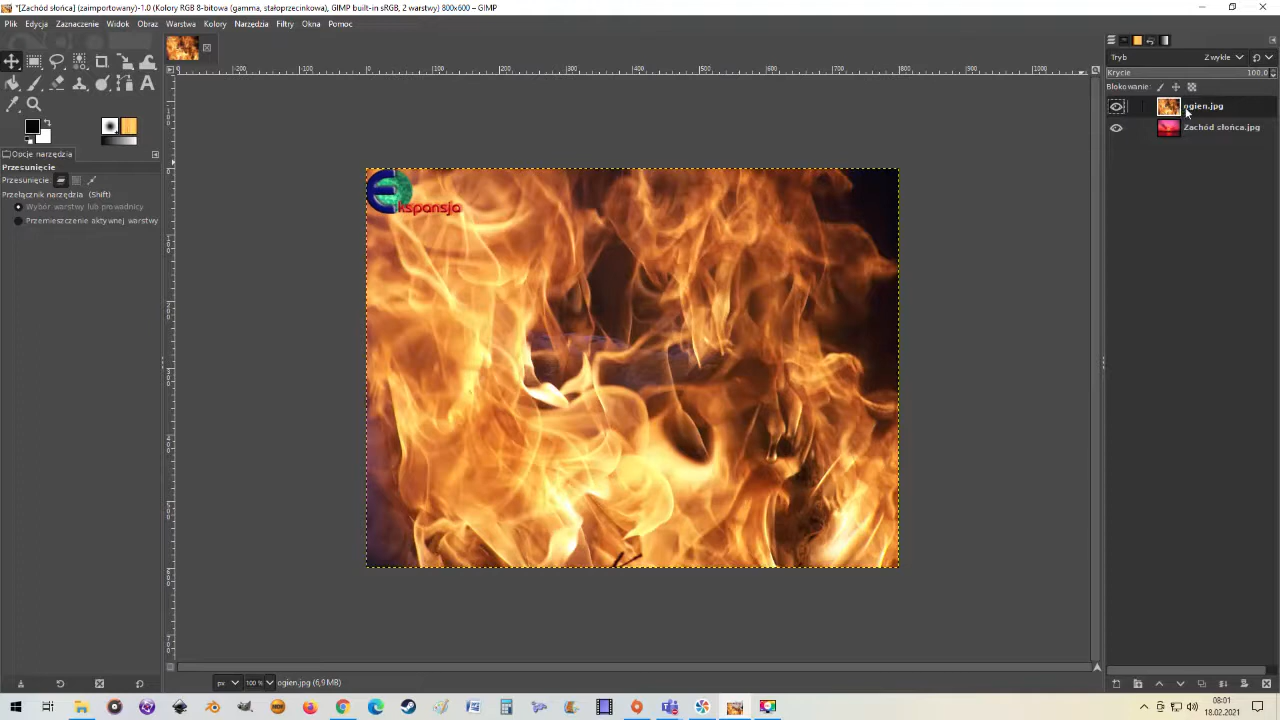 *[Zachód słońca] (zaimportowany)-1.0 (Kolory RGB 8-bitowa (gamma, stałoprzecinkowa), GIMP built-in sRGB, 2 warstwy) 800x600 – GIMP
Plik Edycja Zaznaczenie Widok Obraz Warstwa Kolory Narzędzia Filtry Okna Pomoc
Opcje narzędzia
Przesunięcie
Przesunięcie:
Przełącznik narzędzia (Shift)
Wybór warstwy lub prowadnicy
Przemieszczenie aktywnej warstwy
Ekspansja
Tryb Zwykłe
Krycie 100.0
Blokowanie:
ogien.jpg
Zachód słońca.jpg
px 100 % ogien.jpg (6,9 MB)
08:01
18.02.2021